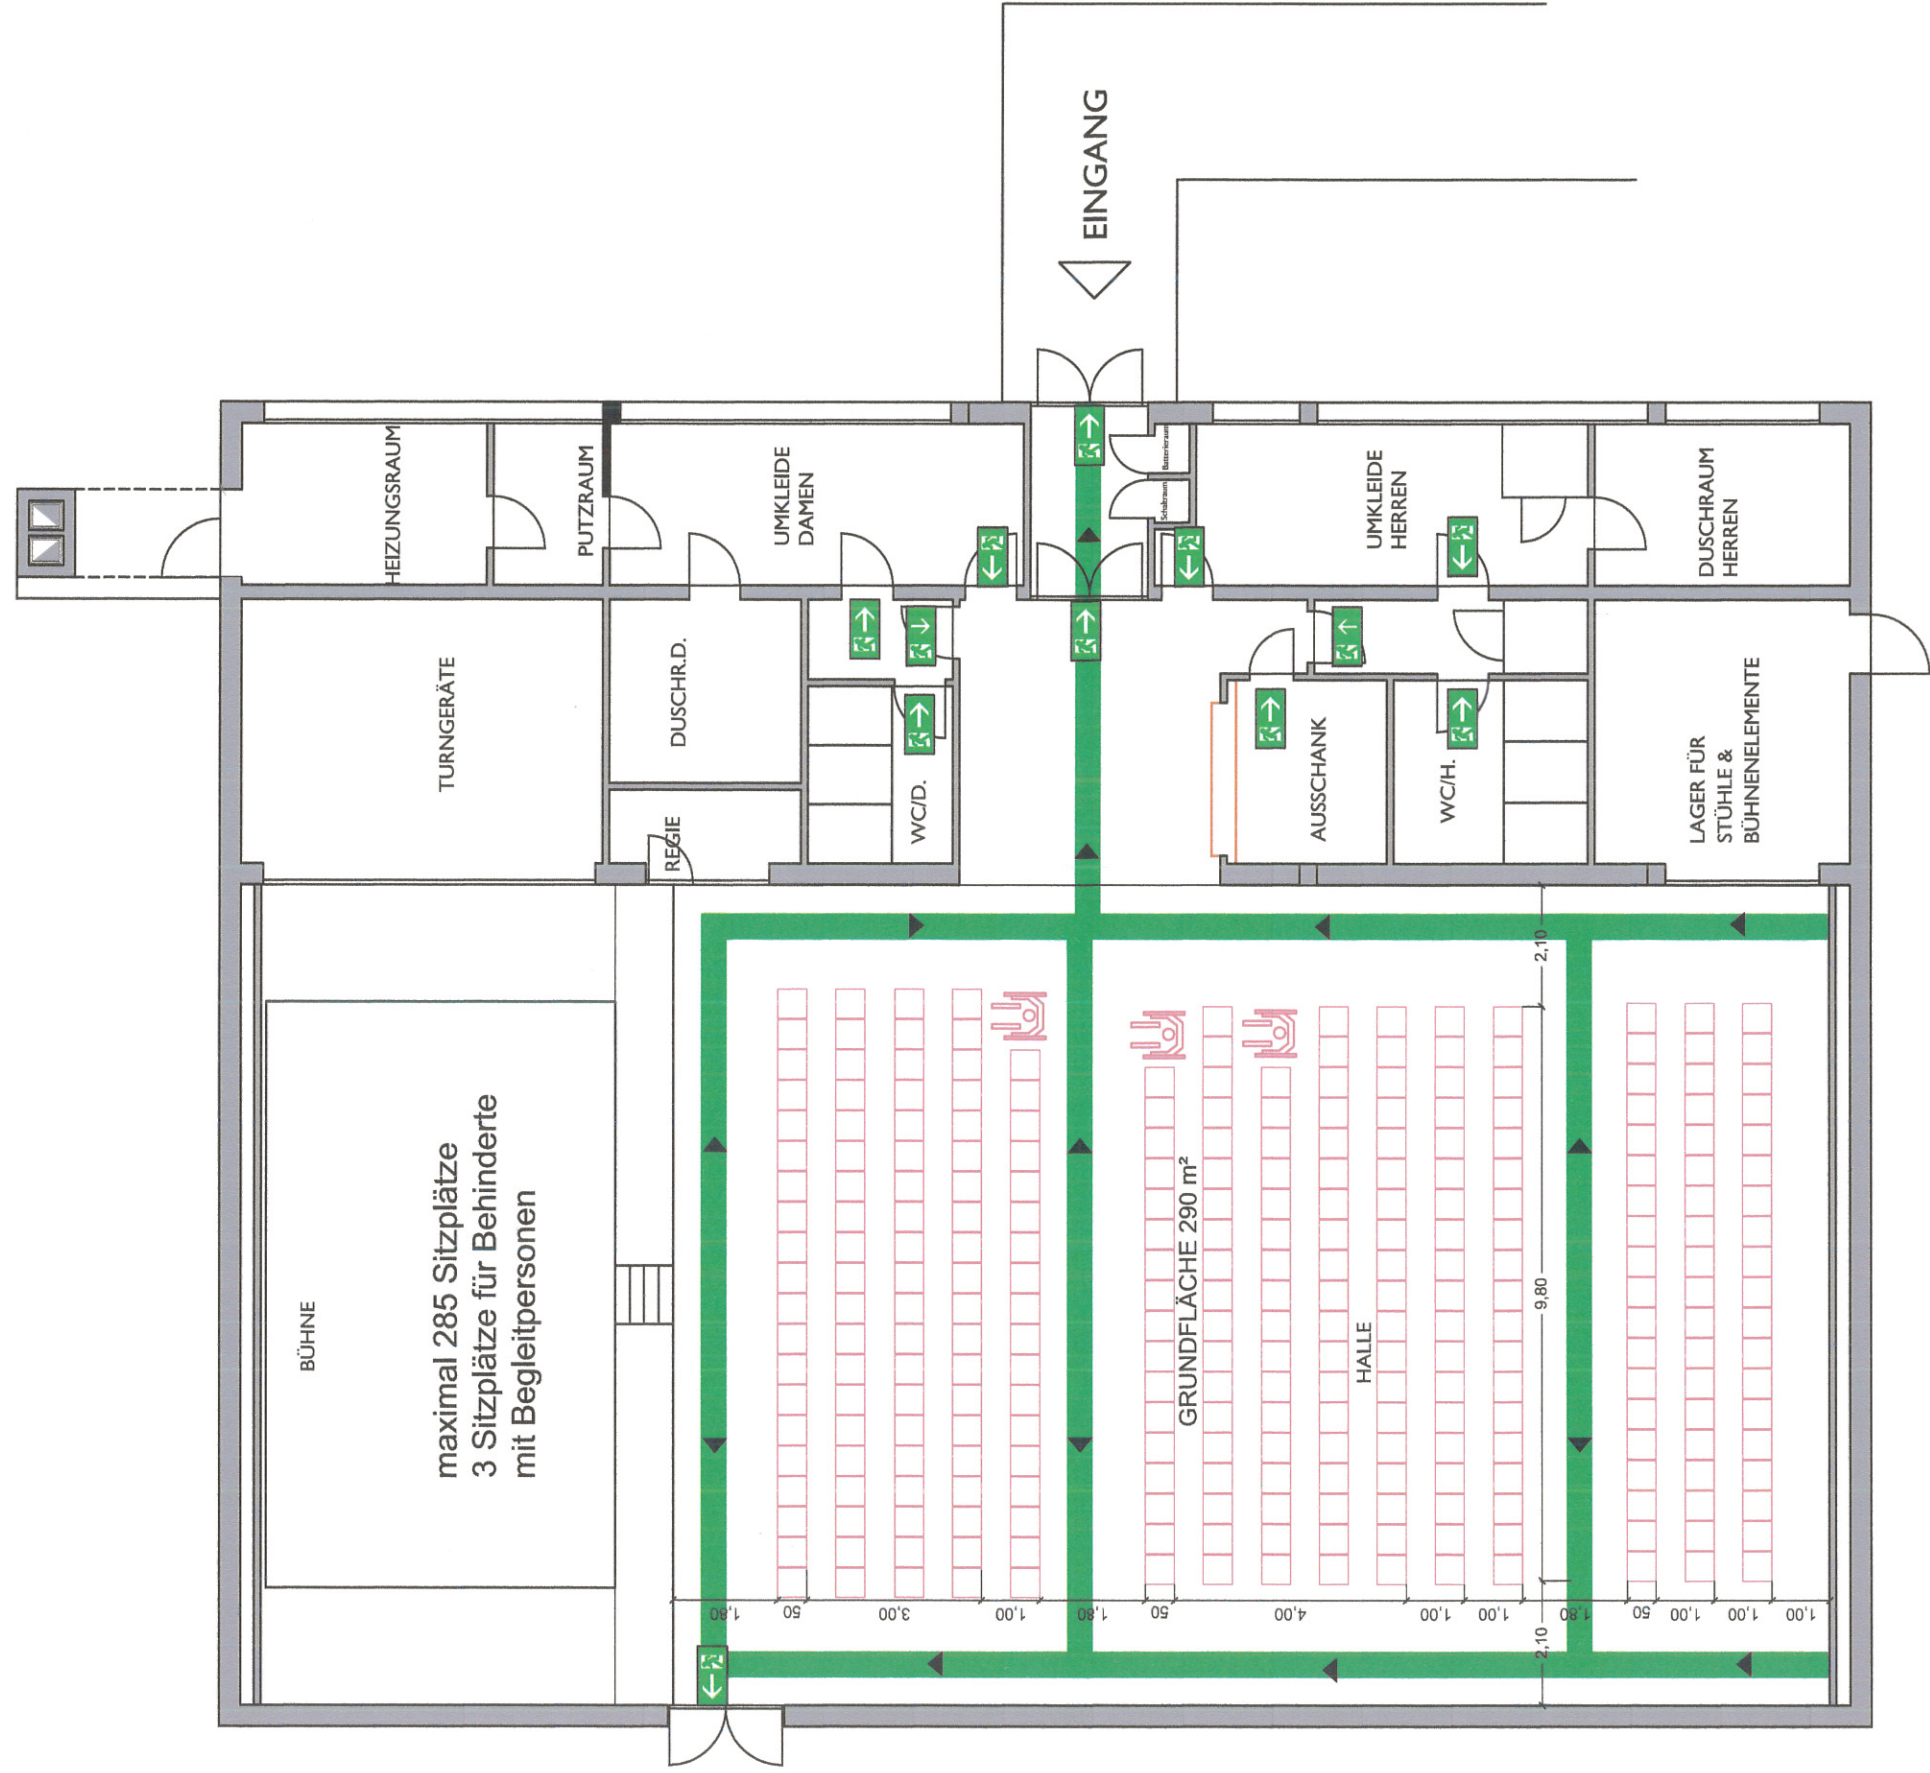 EINGANG
HEIZUNGSRAUM
PUTZRAUM
UMKLEIDE
DAMEN
Batterieraum
Schaltraum
UMKLEIDE
HERREN
DUSCHRAUM
HERREN
TURNGERÄTE
DUSCHR.D.
REGIE
WC/D.
AUSSCHANK
WC/H.
LAGER FÜR
STÜHLE &
BÜHNENELEMENTE
BÜHNE
maximal 285 Sitzplätze
3 Sitzplätze für Behinderte
mit Begleitpersonen
GRUNDFLÄCHE 290 m²
HALLE
2,10
9,80
2,10
1,80
50
3,00
1,00
1,80
50
4,00
1,00
1,00
1,80
50
1,00
1,00
1,00